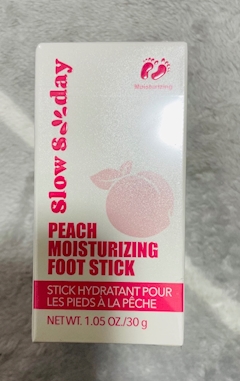 Moisturizing
slow sunday
PEACH
MOISTURIZING
FOOT STICK
STICK HYDRATANT POUR
LES PIEDS À LA PÊCHE
NET WT. 1.05 OZ./30 g